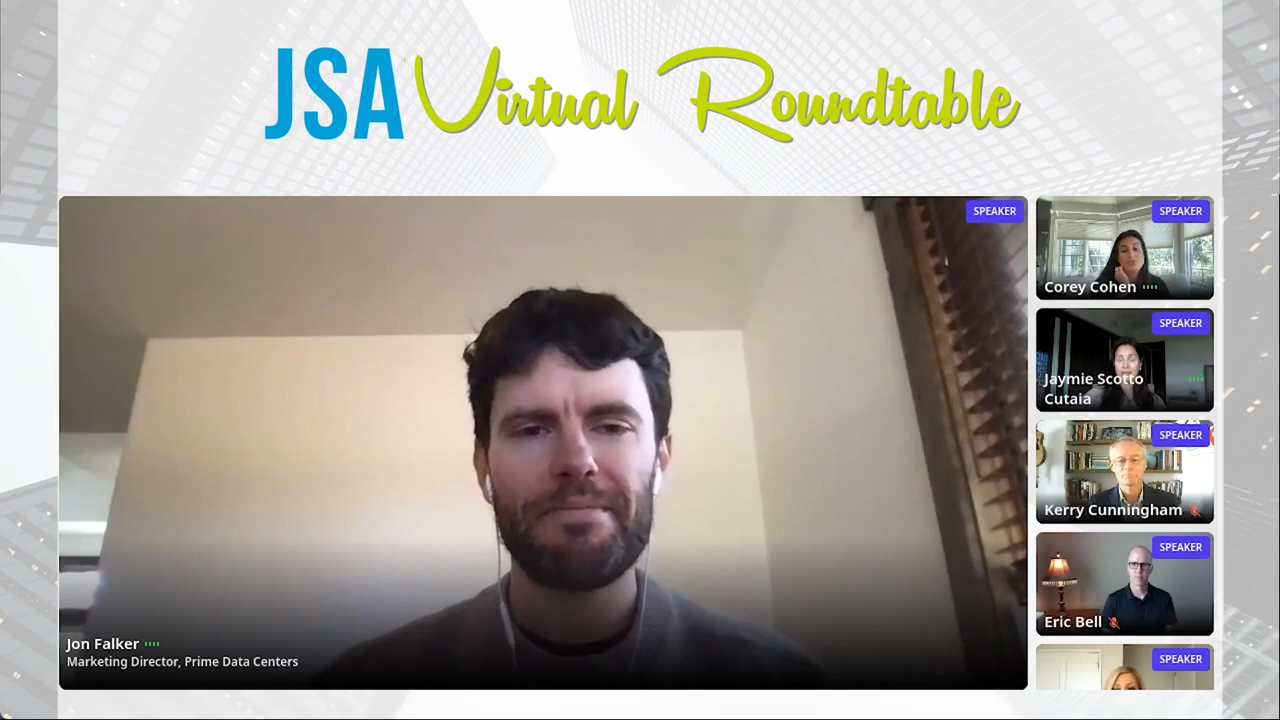 JSA Virtual Roundtable
SPEAKER
Jon Falker
Marketing Director, Prime Data Centers
SPEAKER
Corey Cohen
SPEAKER
Jaymie Scotto
Cutaia
SPEAKER
Kerry Cunningham
SPEAKER
Eric Bell
SPEAKER